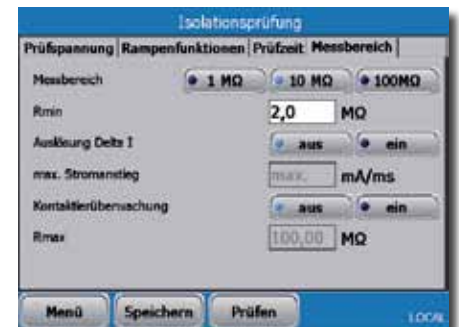 Isolationsprüfung
Prüfspannung Rampenfunktionen Prüfzeit Messbereich
Messbereich 1 MΩ 10 MΩ 100MΩ
Rmin 2,0 MΩ
Auslösung Delta I aus ein
max. Stromanstieg max. mA/ms
Kontaktierüberwachung aus ein
Rmax 100,00 MΩ
Menü Speichern Prüfen LOCAL